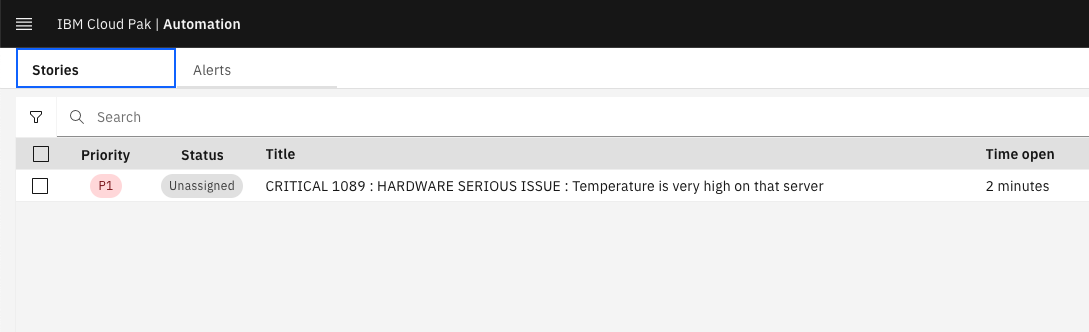 IBM Cloud Pak | Automation
Stories Alerts
Search
Priority Status Title Time open
P1 Unassigned CRITICAL 1089 : HARDWARE SERIOUS ISSUE : Temperature is very high on that server 2 minutes